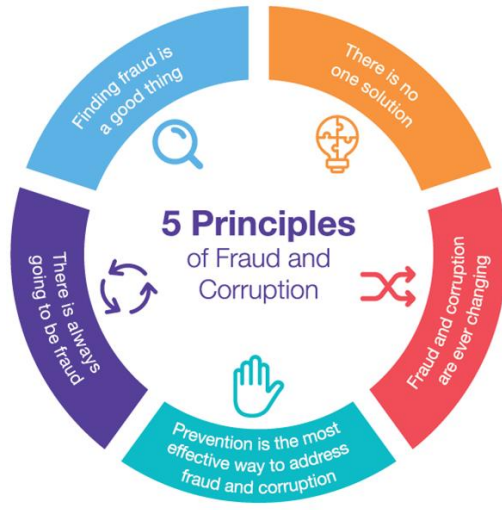 5 Principles
of Fraud and
Corruption
There is no
one solution
Fraud and corruption
are ever changing
Prevention is the most
effective way to address
fraud and corruption
There is always
going to be fraud
Finding fraud is
a good thing